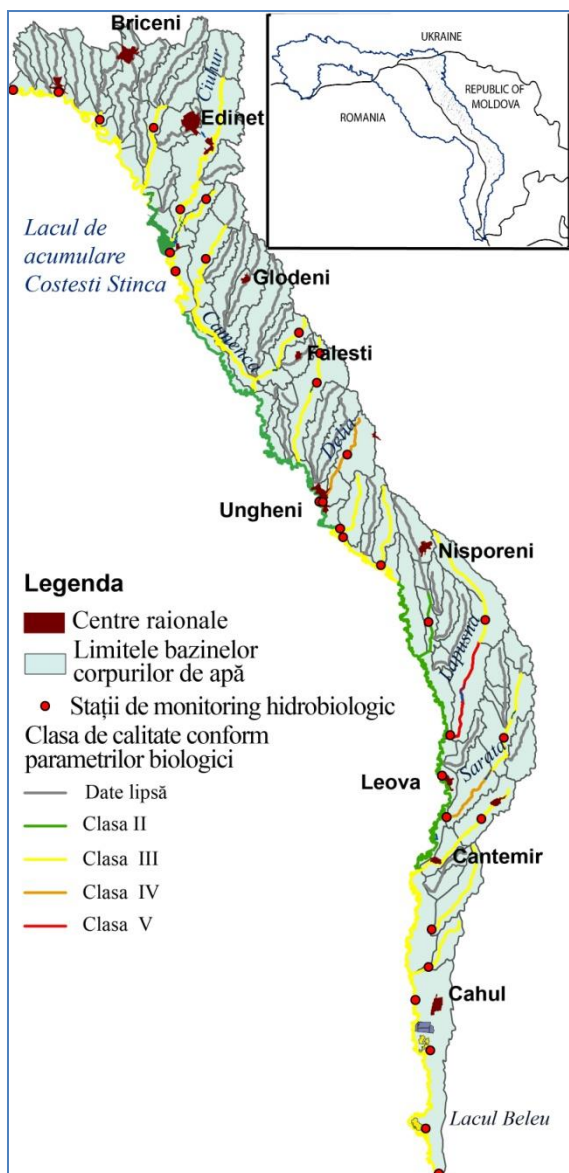 Briceni
Ciuhur
Edinet
UKRAINE
REPUBLIC OF
MOLDOVA
ROMANIA
Lacul de
acumulare
Costesti Stinca
Glodeni
Camenca
Falesti
Delia
Ungheni
Nisporeni
Lapusna
Sarata
Leova
Cantemir
Cahul
Lacul Beleu
Legenda
Centre raionale
Limitele bazinelor
corpurilor de apă
Stații de monitoring hidrobiologic
Clasa de calitate conform
parametrilor biologici
Date lipsă
Clasa II
Clasa III
Clasa IV
Clasa V